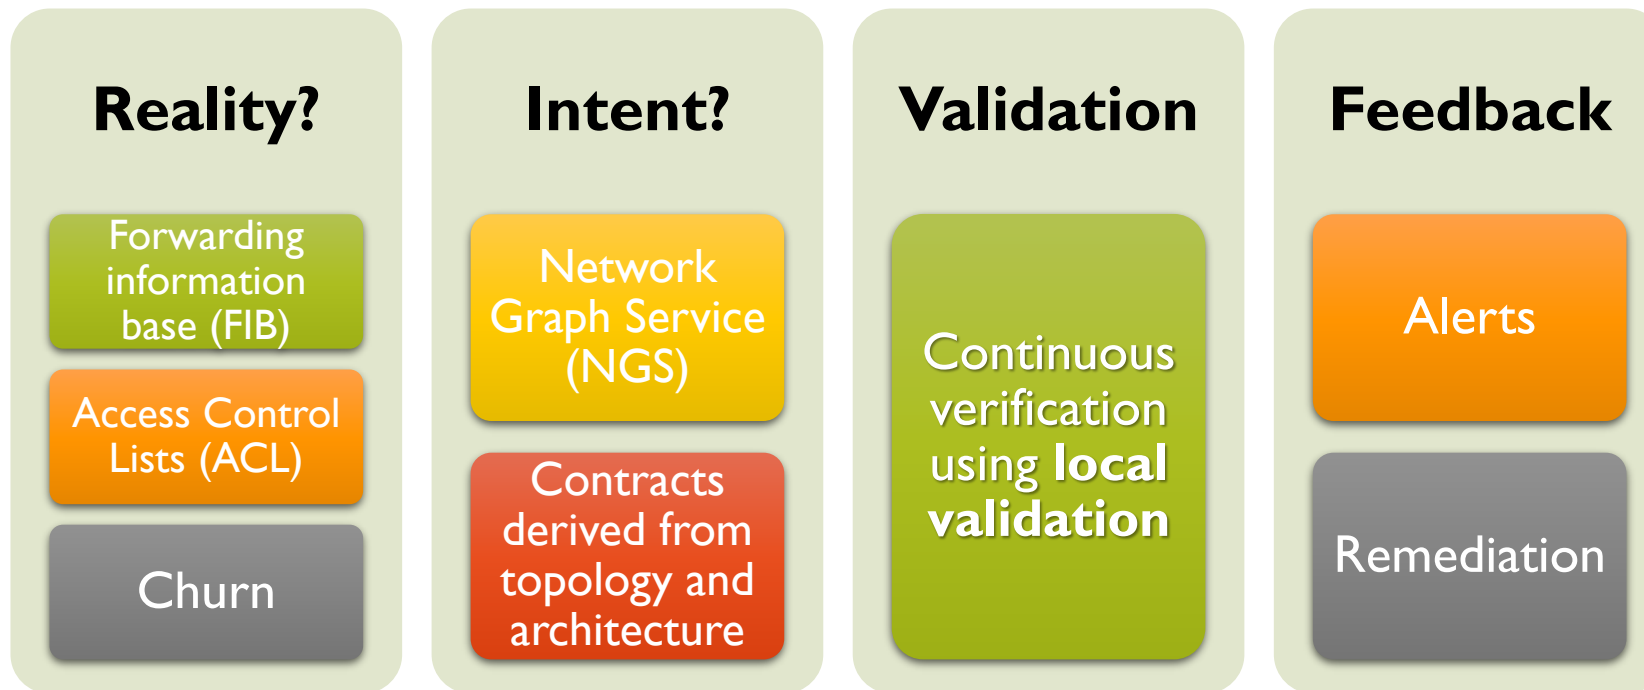 Reality?
Forwarding
information
base (FIB)
Access Control
Lists (ACL)
Churn
Intent?
Network
Graph Service
(NGS)
Contracts
derived from
topology and
architecture
Validation
Continuous
verification
using local
validation
Feedback
Alerts
Remediation